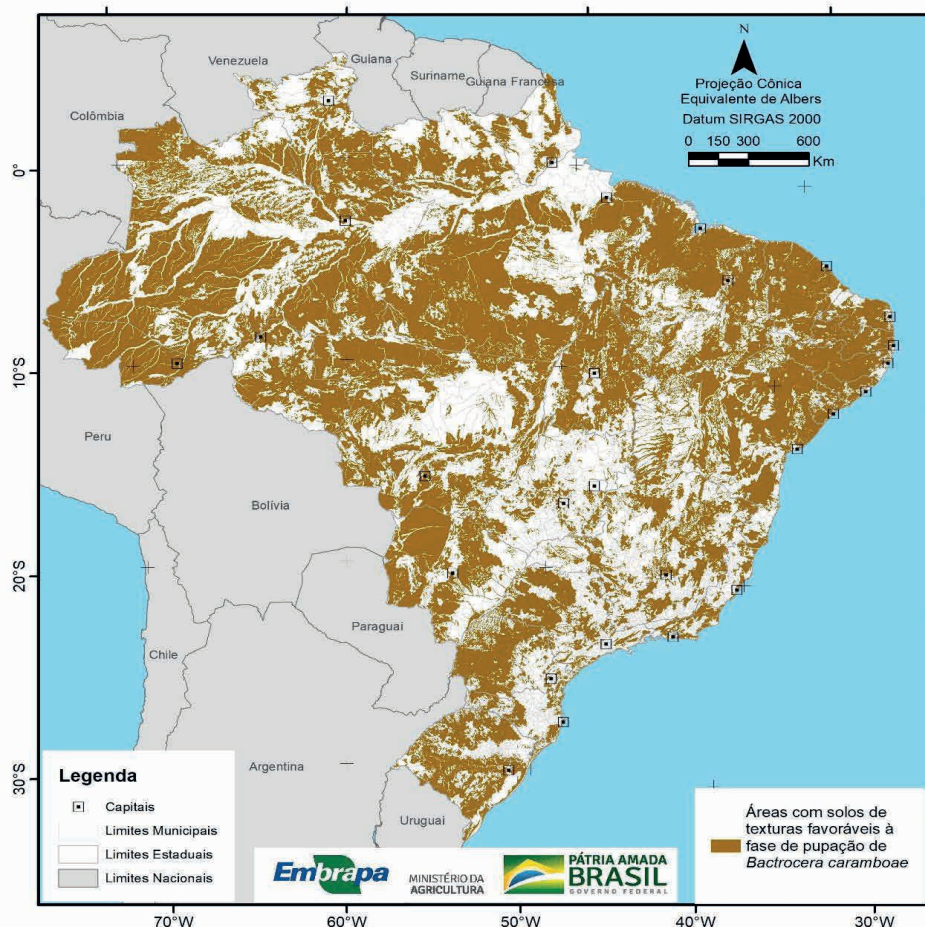 Venezuela
Guiana
Suriname
Guiana Francesa
Colômbia
N
Projeção Cônica
Equivalente de Albers
Datum SIRGAS 2000
0 150 300 600
Km
0°
10°S
Peru
Bolívia
20°S
Paraguai
Chile
Argentina
30°S
Uruguai
Legenda
Capitais
Limites Municipais
Limites Estaduais
Limites Nacionais
Embrapa
MINISTÉRIO DA
AGRICULTURA
PÁTRIA AMADA
BRASIL
GOVERNO FEDERAL
Áreas com solos de
texturas favoráveis à
fase de pupação de
Bactrocera caramboae
70°W 60°W 50°W 40°W 30°W